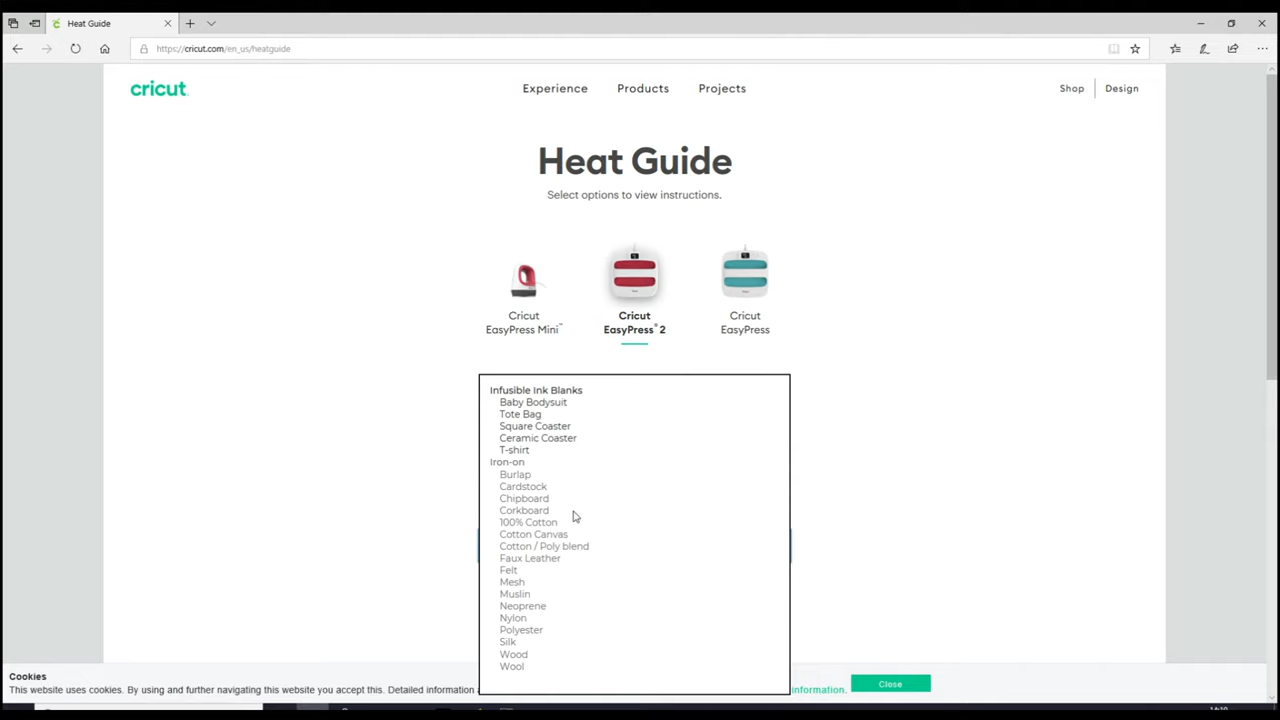 Heat Guide
https://cricut.com/en_us/heatguide
cricut
Experience Products Projects
Shop Design
Heat Guide
Select options to view instructions.
Cricut EasyPress Mini™
Cricut EasyPress® 2
Cricut EasyPress
Infusible Ink Blanks
Baby Bodysuit
Tote Bag
Square Coaster
Ceramic Coaster
T-shirt
Iron-on
Burlap
Cardstock
Chipboard
Corkboard
100% Cotton
Cotton Canvas
Cotton / Poly blend
Faux Leather
Felt
Mesh
Muslin
Neoprene
Nylon
Polyester
Silk
Wood
Wool
Cookies
This website uses cookies. By using and further navigating this website you accept this. Detailed information
information.
Close